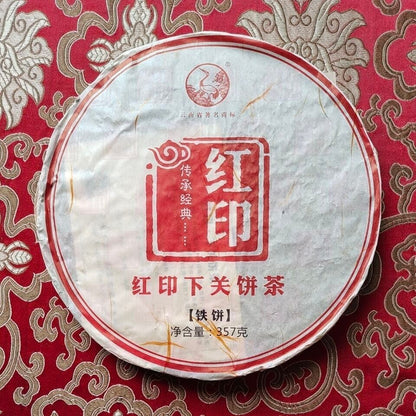 云南省著名商标
红印
传承经典……
红印下关饼茶
【铁饼】
净含量：357克